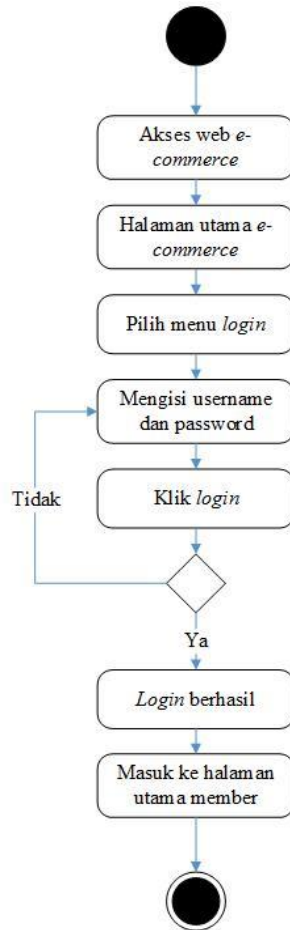 Akses web e-
commerce
Halaman utama e-
commerce
Pilih menu login
Mengisi username
dan password
Klik login
Tidak
Ya
Login berhasil
Masuk ke halaman
utama member